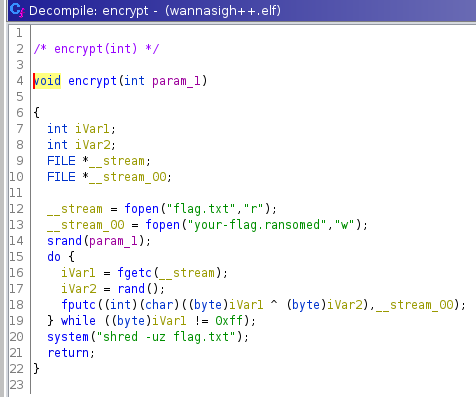 Decompile: encrypt - (wannasigh++.elf)
1
2 /* encrypt(int) */
3
4 void encrypt(int param_1)
5
6 {
7 int iVar1;
8 int iVar2;
9 FILE *__stream;
10 FILE *__stream_00;
11
12 __stream = fopen("flag.txt","r");
13 __stream_00 = fopen("your-flag.ransomed","w");
14 srand(param_1);
15 do {
16 iVar1 = fgetc(__stream);
17 iVar2 = rand();
18 fputc((int)(char)((byte)iVar1 ^ (byte)iVar2),__stream_00);
19 } while ((byte)iVar1 != 0xff);
20 system("shred -uz flag.txt");
21 return;
22 }
23